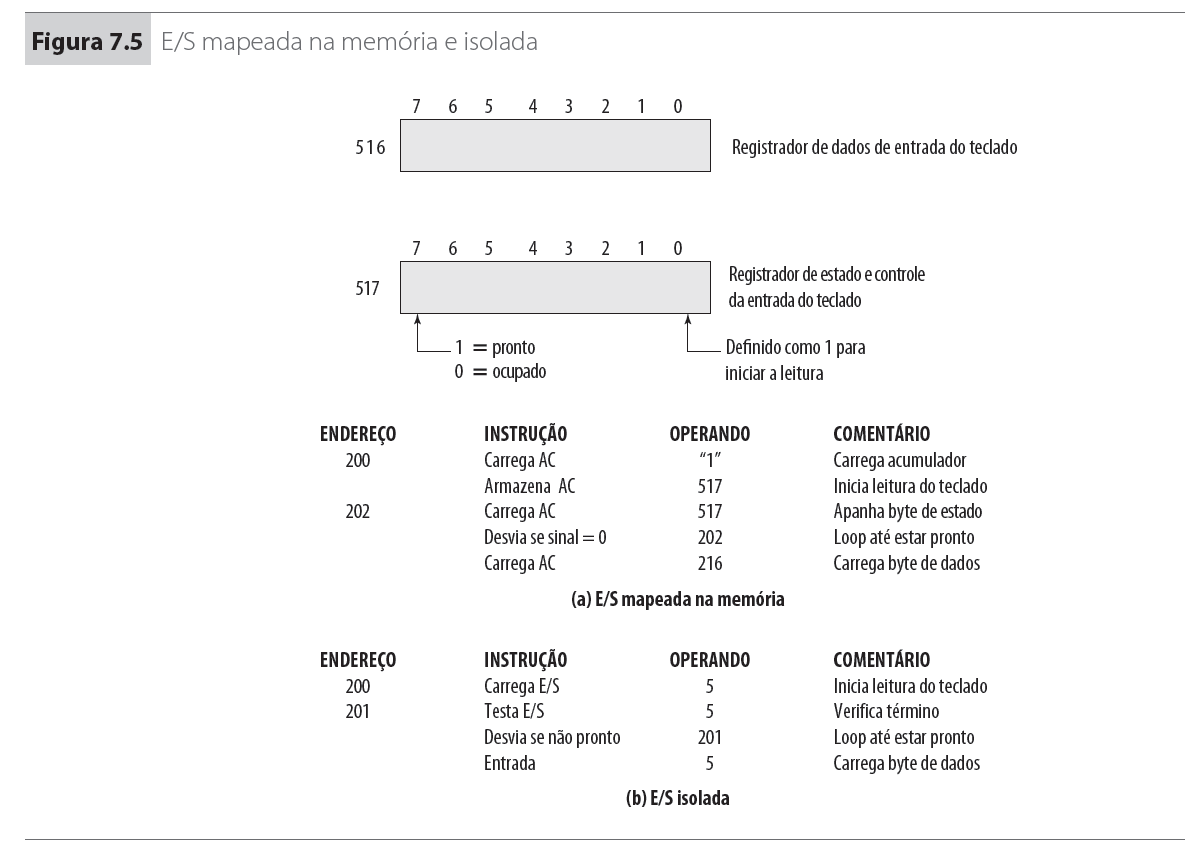 Figura 7.5 E/S mapeada na memória e isolada
7 6 5 4 3 2 1 0
516 Registrador de dados de entrada do teclado
7 6 5 4 3 2 1 0
517 Registrador de estado e controle
da entrada do teclado
1 = pronto Definido como 1 para
0 = ocupado iniciar a leitura
ENDEREÇO INSTRUÇÃO OPERANDO COMENTÁRIO
200 Carrega AC “1” Carrega acumulador
Armazena AC 517 Inicia leitura do teclado
202 Carrega AC 517 Apanha byte de estado
Desvia se sinal = 0 202 Loop até estar pronto
Carrega AC 216 Carrega byte de dados
(a) E/S mapeada na memória
ENDEREÇO INSTRUÇÃO OPERANDO COMENTÁRIO
200 Carrega E/S 5 Inicia leitura do teclado
201 Testa E/S 5 Verifica término
Desvia se não pronto 201 Loop até estar pronto
Entrada 5 Carrega byte de dados
(b) E/S isolada